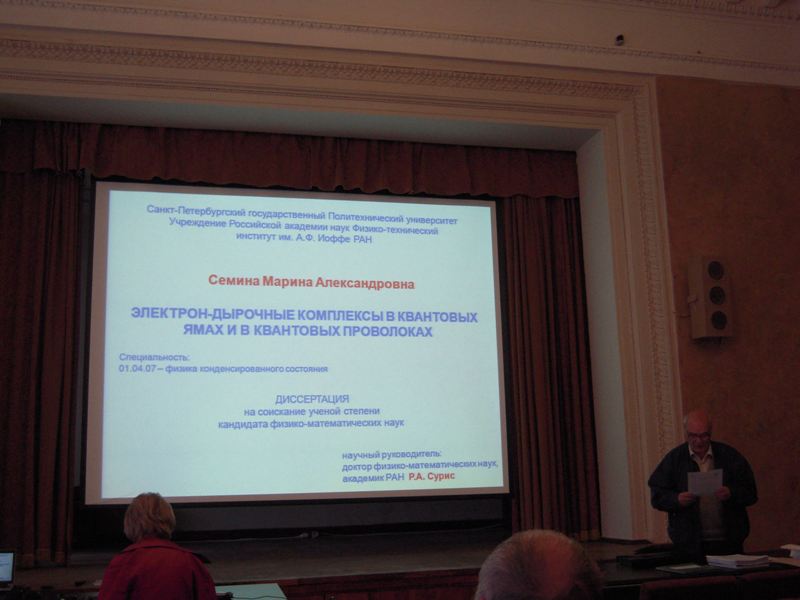 Санкт-Петербургский государственный Политехнический университет
Учреждение Российской академии наук Физико-технический
институт им. А.Ф. Иоффе РАН
Семина Марина Александровна
ЭЛЕКТРОН-ДЫРОЧНЫЕ КОМПЛЕКСЫ В КВАНТОВЫХ
ЯМАХ И В КВАНТОВЫХ ПРОВОЛОКАХ
Специальность:
01.04.07 – физика конденсированного состояния
ДИССЕРТАЦИЯ
на соискание ученой степени
кандидата физико-математических наук
научный руководитель:
доктор физико-математических наук,
академик РАН Р.А. Сурис